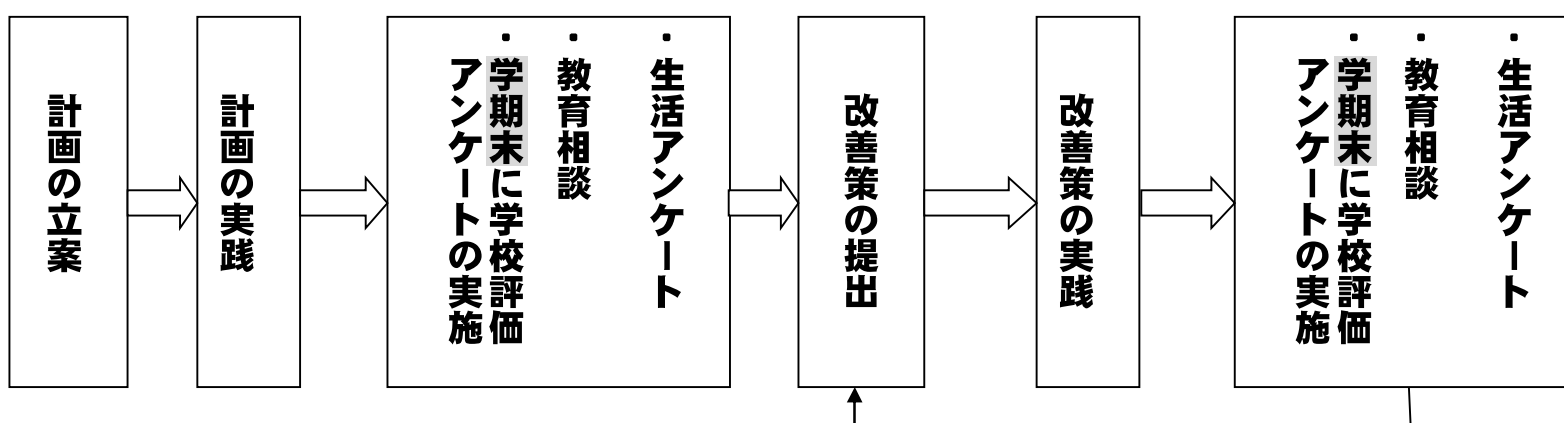 計画の立案
計画の実践
・生活アンケート
・教育相談
・学期末に学校評価
アンケートの実施
改善策の提出
改善策の実践
・生活アンケート
・教育相談
・学期末に学校評価
アンケートの実施